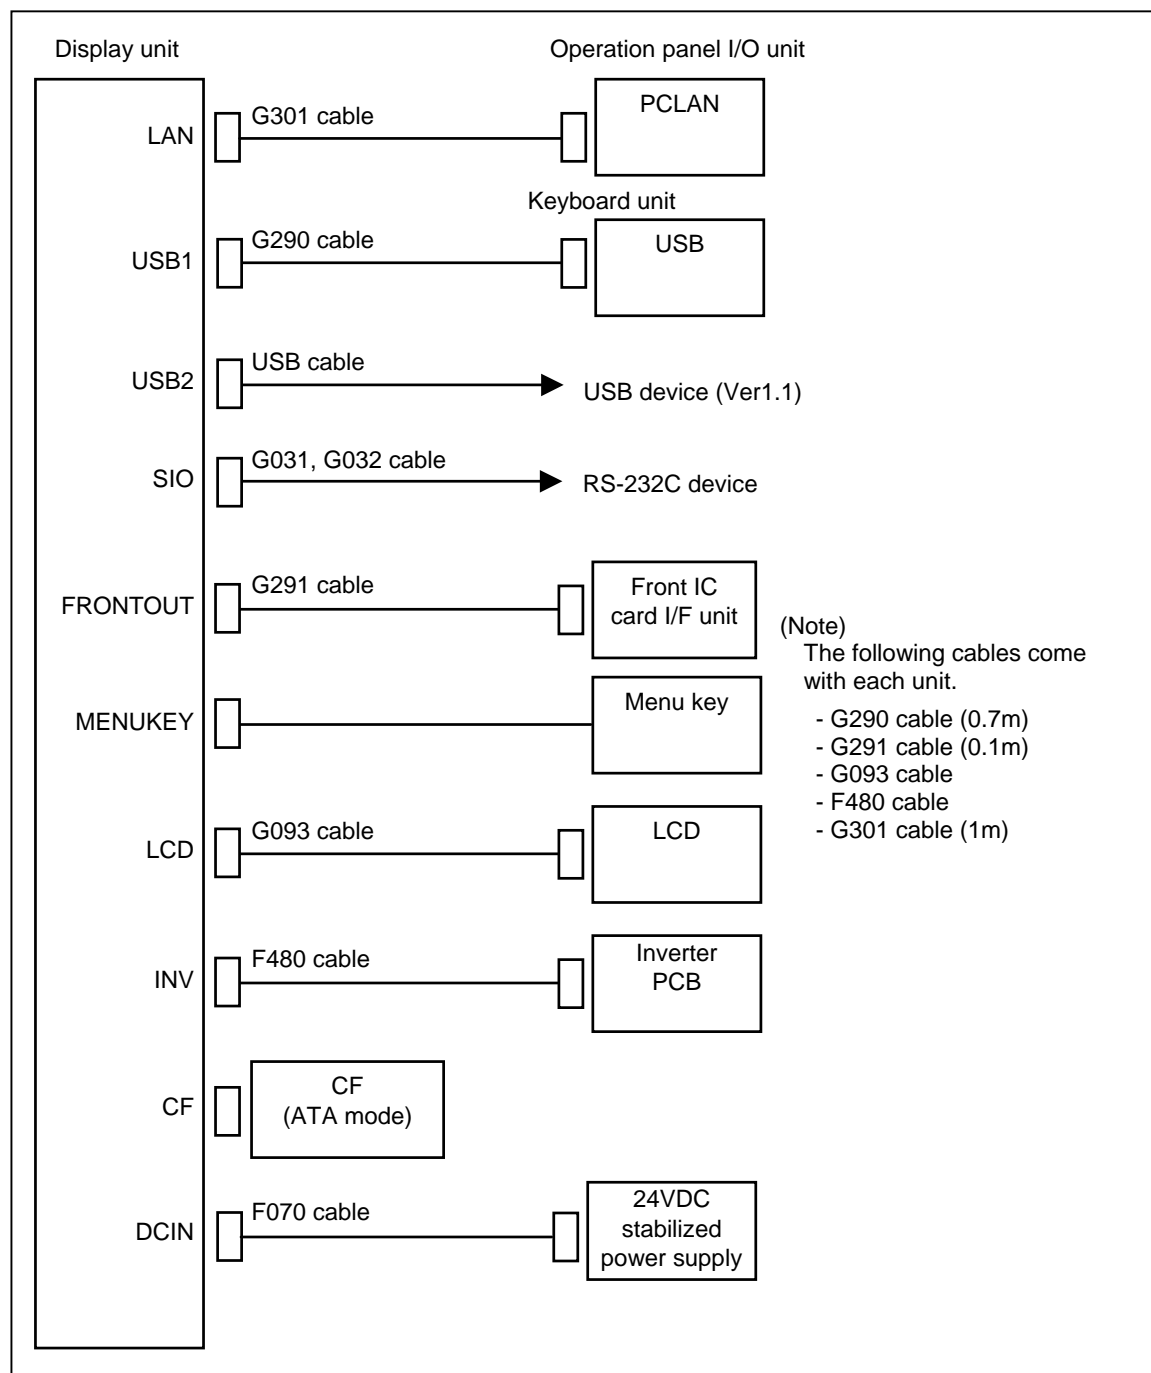 Display unit
Operation panel I/O unit
LAN
G301 cable
PCLAN
Keyboard unit
USB1
G290 cable
USB
USB2
USB cable
USB device (Ver1.1)
SIO
G031, G032 cable
RS-232C device
FRONTOUT
G291 cable
Front IC
card I/F unit
(Note)
The following cables come
with each unit.
- G290 cable (0.7m)
- G291 cable (0.1m)
- G093 cable
- F480 cable
- G301 cable (1m)
MENUKEY
Menu key
LCD
G093 cable
LCD
INV
F480 cable
Inverter
PCB
CF
CF
(ATA mode)
DCIN
F070 cable
24VDC
stabilized
power supply